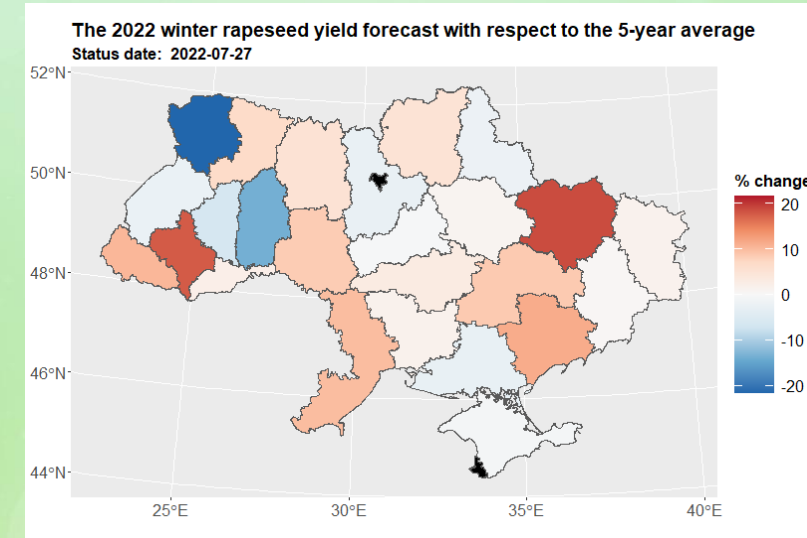 The 2022 winter rapeseed yield forecast with respect to the 5-year average
Status date: 2022-07-27
52°N
50°N
48°N
46°N
44°N
25°E
30°E
35°E
40°E
% change
20
10
0
-10
-20